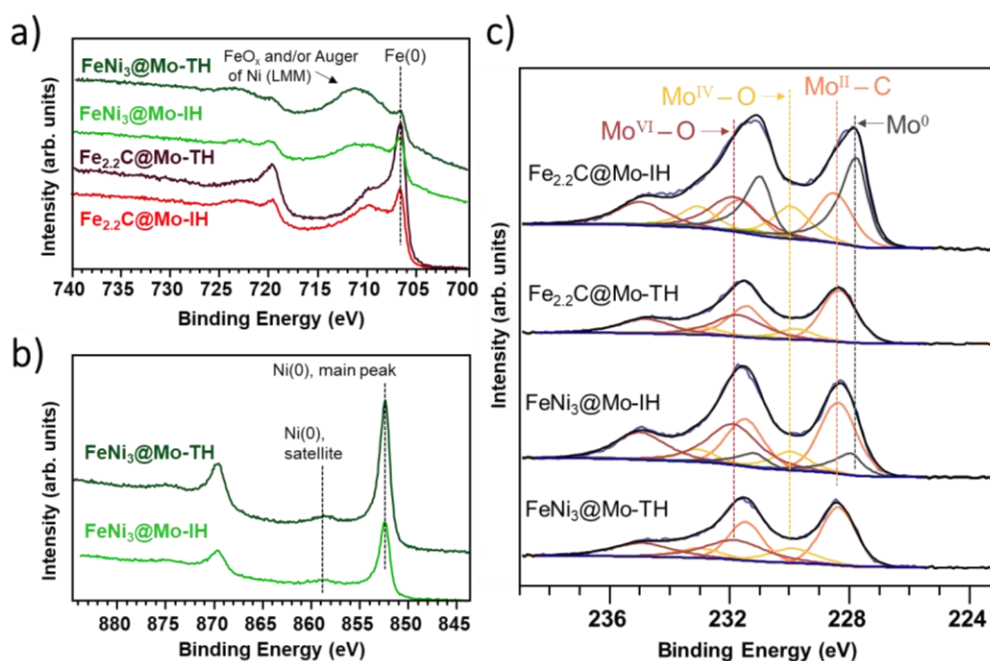 a)
FeNi₃@Mo-TH
FeOₓ and/or Auger
of Ni (LMM)
Fe(0)
FeNi₃@Mo-IH
Fe₂.₂C@Mo-TH
Fe₂.₂C@Mo-IH
Intensity (arb. units)
740 735 730 725 720 715 710 705 700
Binding Energy (eV)
b)
Ni(0), main peak
Ni(0),
satellite
FeNi₃@Mo-TH
FeNi₃@Mo-IH
Intensity (arb. units)
880 875 870 865 860 855 850 845
Binding Energy (eV)
c)
Moᴵᴵ – C
Moᴵⱽ – O
Moⱽᴵ – O
Mo⁰
Fe₂.₂C@Mo-IH
Fe₂.₂C@Mo-TH
FeNi₃@Mo-IH
FeNi₃@Mo-TH
Intensity (arb. units)
236 232 228 224
Binding Energy (eV)